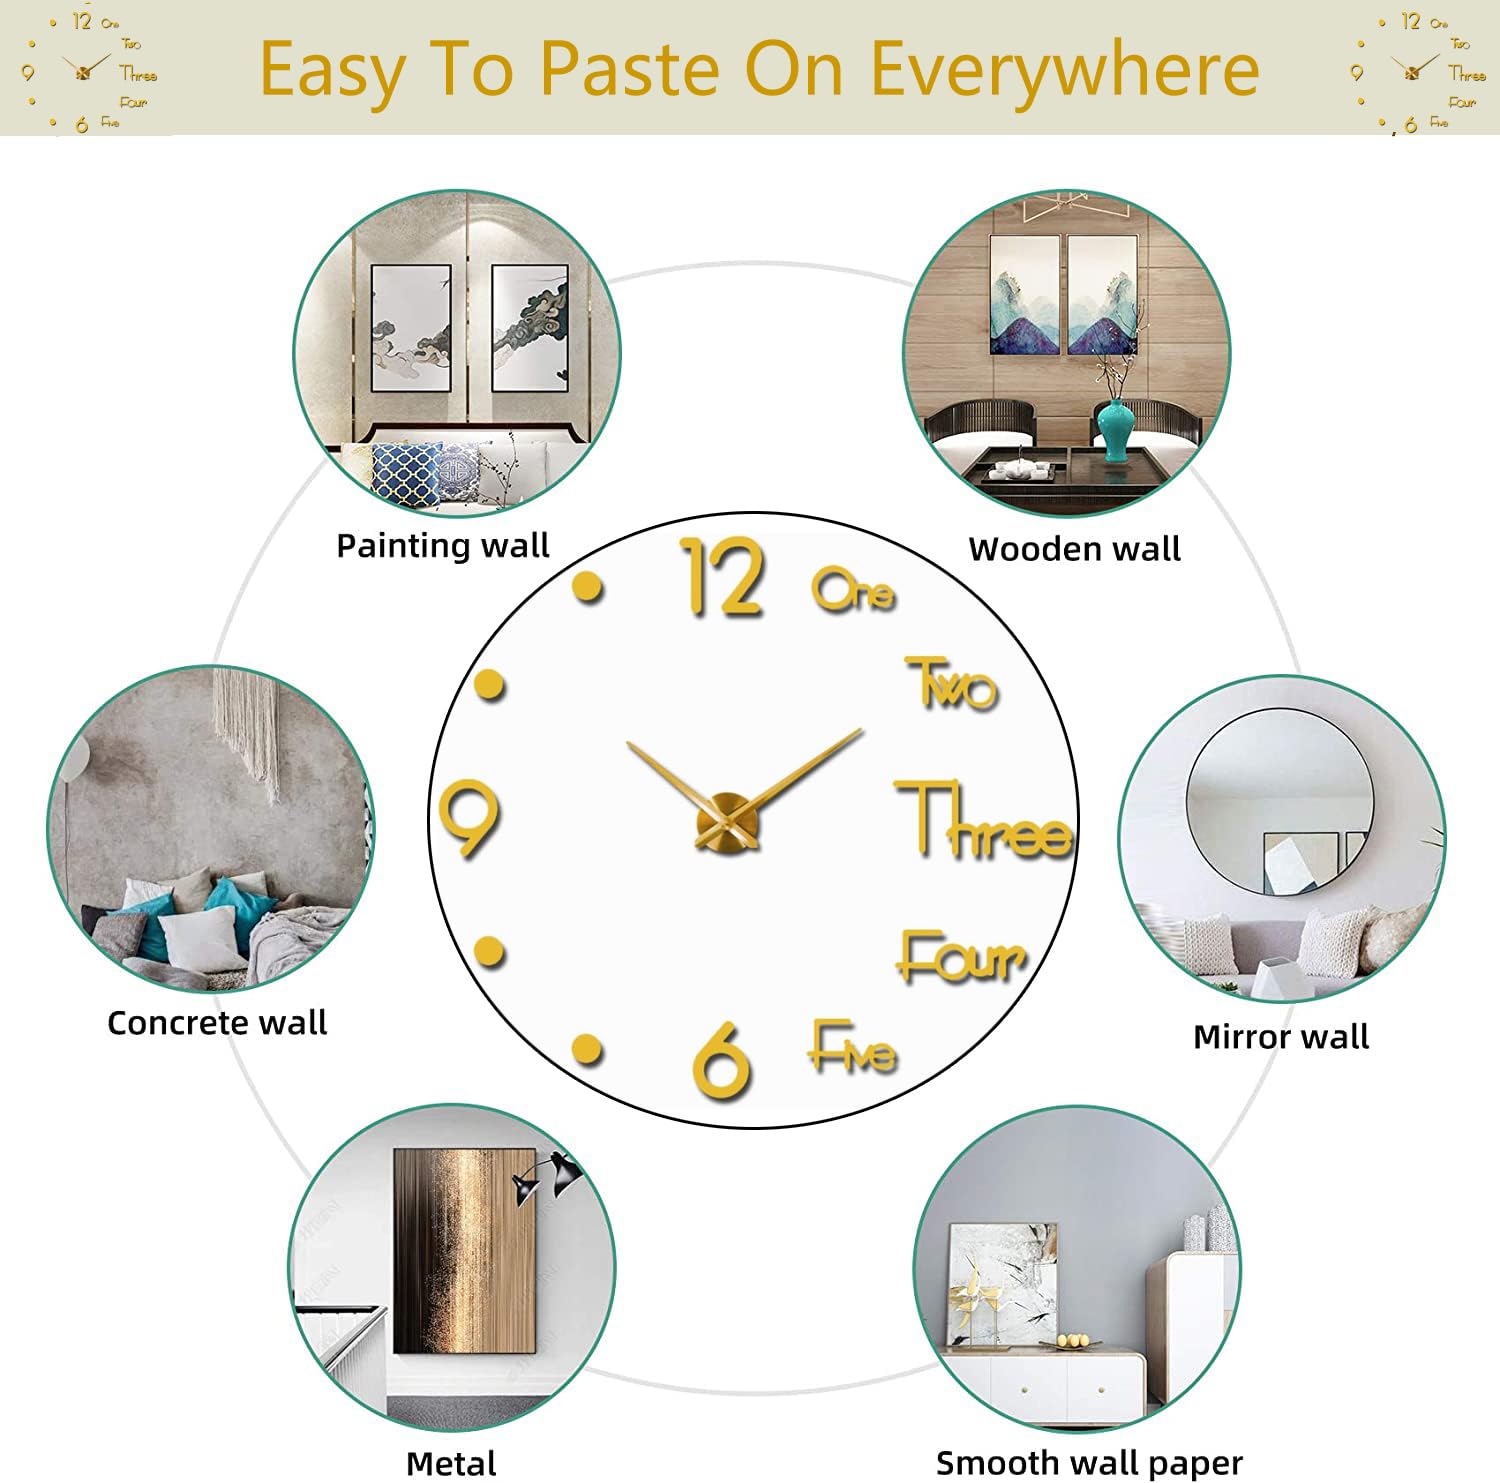 12 One
Two
9 Three
Four
6 Five
Easy To Paste On Everywhere
12 One
Two
9 Three
Four
6 Five
Painting wall
Wooden wall
12 One
Two
9 Three
Four
6 Five
Concrete wall
Mirror wall
Metal
Smooth wall paper